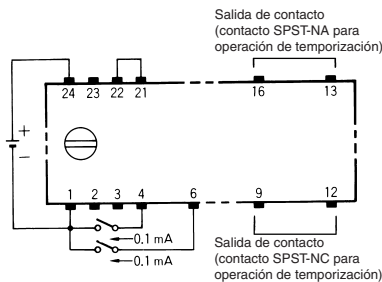 Salida de contacto
(contacto SPST-NA para
operación de temporización)
24 23 22 21 16 13
+
−
1 2 3 4 6 9 12
0.1 mA
0.1 mA
Salida de contacto
(contacto SPST-NC para
operación de temporización)